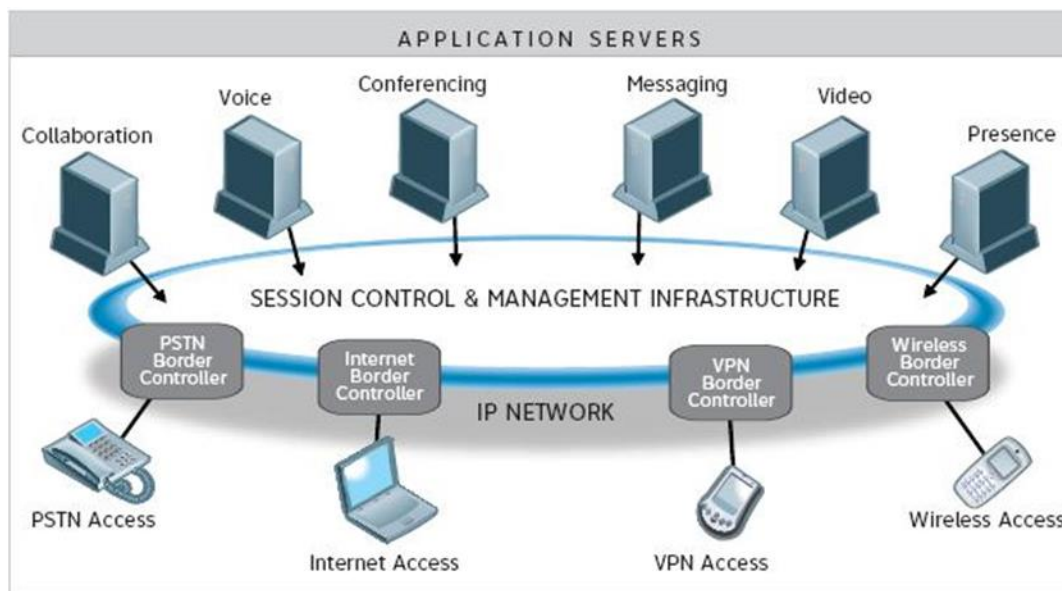 APPLICATION SERVERS
Collaboration
Voice
Conferencing
Messaging
Video
Presence
SESSION CONTROL & MANAGEMENT INFRASTRUCTURE
PSTN
Border
Controller
Internet
Border
Controller
VPN
Border
Controller
Wireless
Border
Controller
IP NETWORK
PSTN Access
Internet Access
VPN Access
Wireless Access